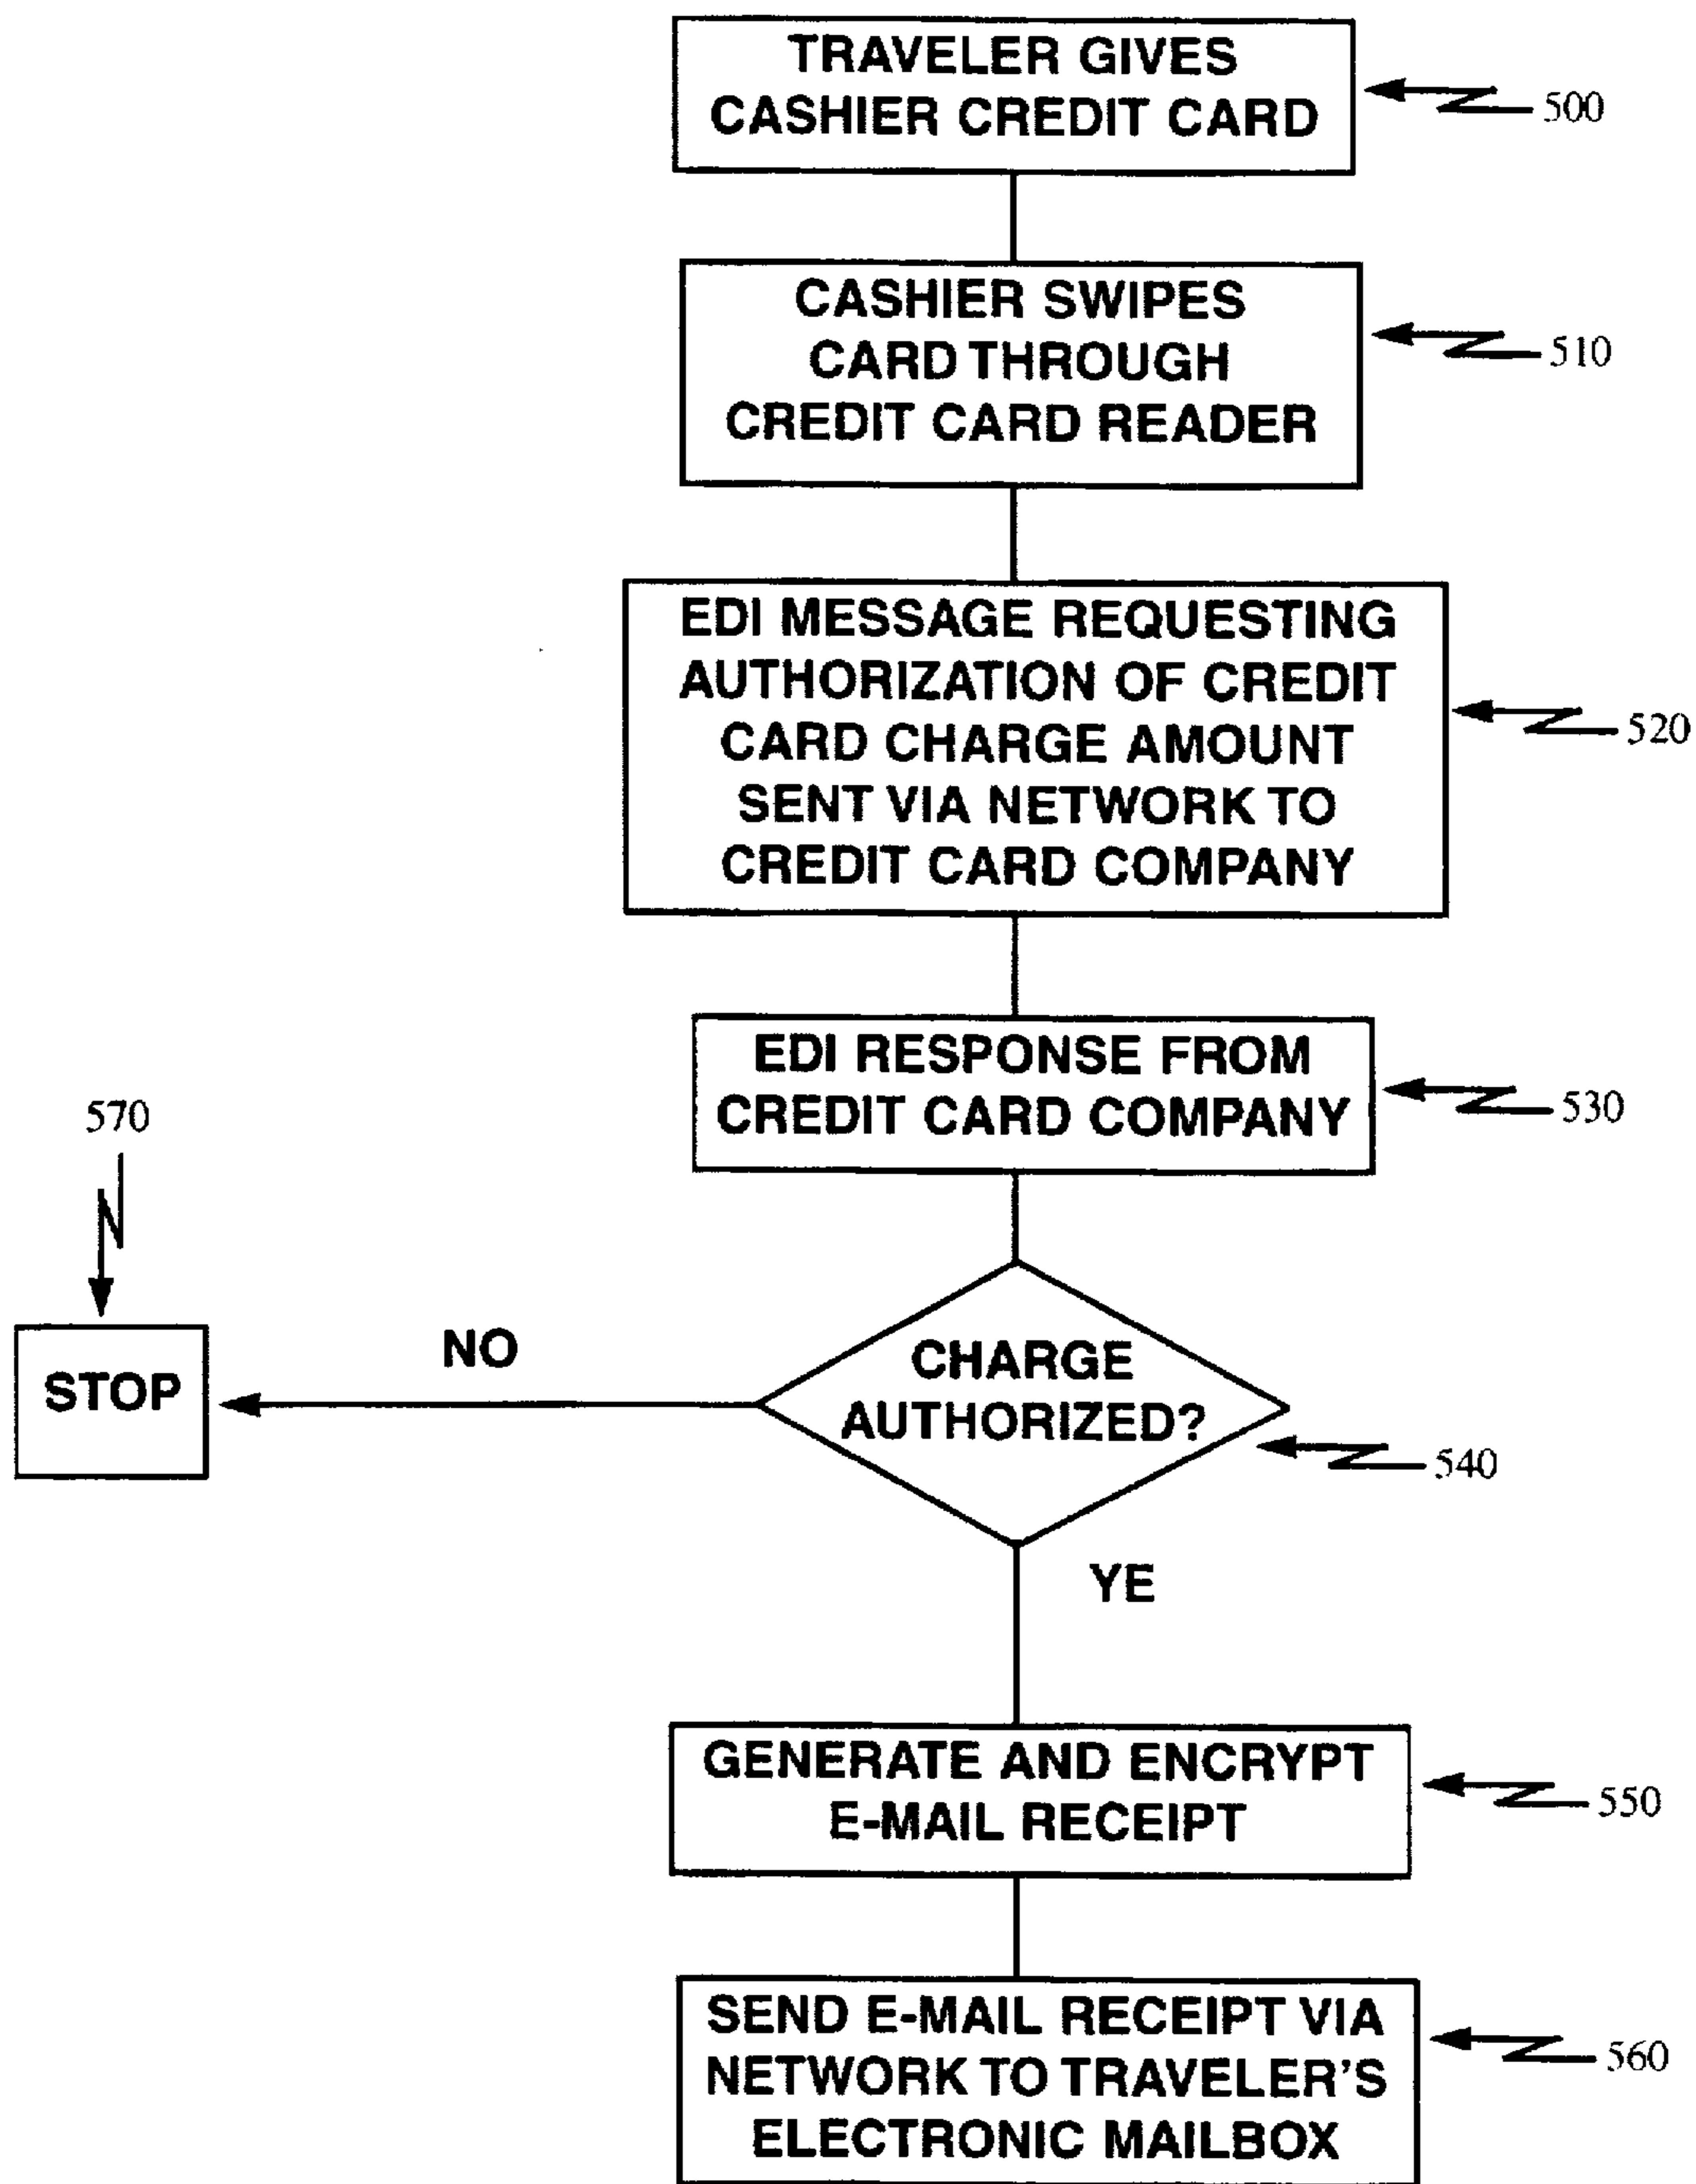 TRAVELER GIVES
CASHIER CREDIT CARD
500
CASHIER SWIPES
CARD THROUGH
CREDIT CARD READER
510
EDI MESSAGE REQUESTING
AUTHORIZATION OF CREDIT
CARD CHARGE AMOUNT
SENT VIA NETWORK TO
CREDIT CARD COMPANY
520
EDI RESPONSE FROM
CREDIT CARD COMPANY
530
570
STOP
NO
CHARGE
AUTHORIZED?
540
YE
GENERATE AND ENCRYPT
E-MAIL RECEIPT
550
SEND E-MAIL RECEIPT VIA
NETWORK TO TRAVELER'S
ELECTRONIC MAILBOX
560